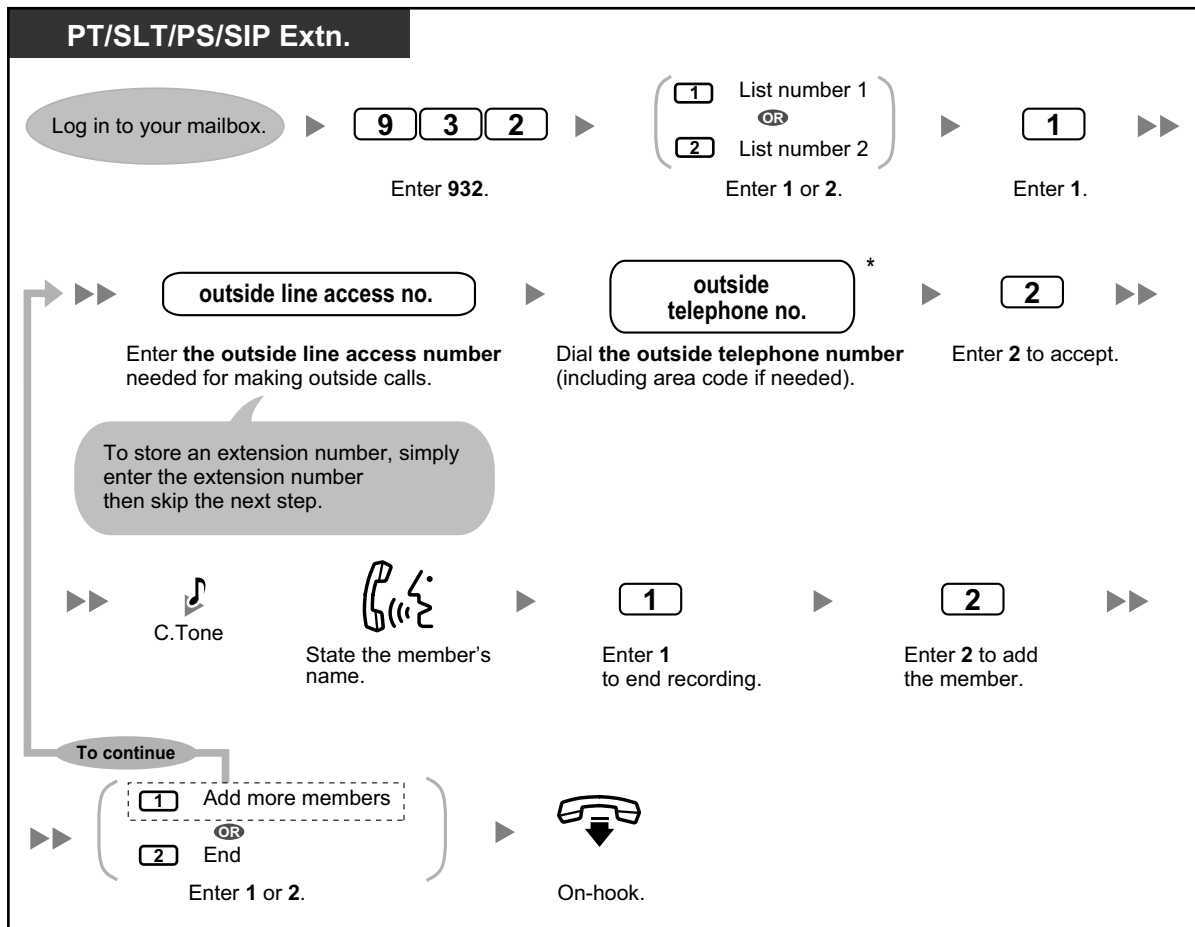 PT/SLT/PS/SIP Extn.
Log in to your mailbox.
9 3 2
Enter 932.
1 List number 1
OR
2 List number 2
Enter 1 or 2.
1
Enter 1.
outside line access no.
Enter the outside line access number
needed for making outside calls.
To store an extension number, simply
enter the extension number
then skip the next step.
outside
telephone no.
*
Dial the outside telephone number
(including area code if needed).
2
Enter 2 to accept.
C.Tone
State the member's
name.
1
Enter 1
to end recording.
2
Enter 2 to add
the member.
To continue
1 Add more members
OR
2 End
Enter 1 or 2.
On-hook.